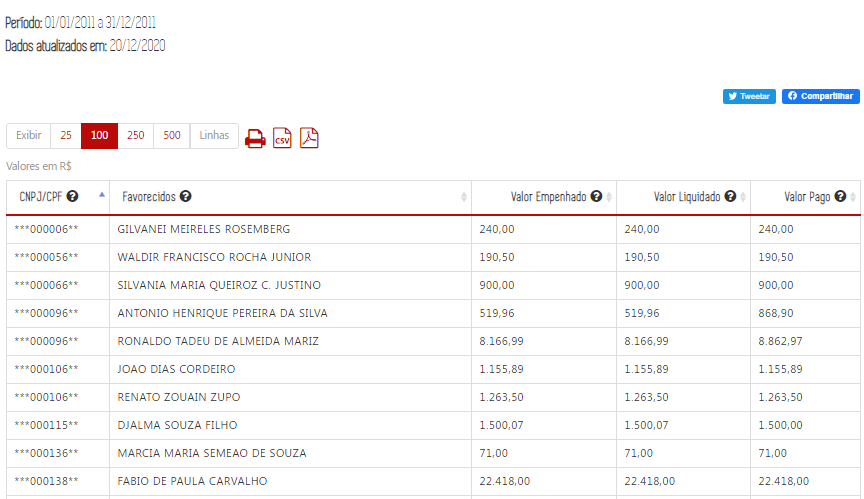 Período: 01/01/2011 a 31/12/2011
Dados atualizados em: 20/12/2020
Tweetar Compartilhar
Exibir 25 100 250 500 Linhas CSV
Valores em R$
CNPJ/CPF ? Favorecidos ? Valor Empenhado ? Valor Liquidado ? Valor Pago ?
***000006** GILVANEI MEIRELES ROSEMBERG 240,00 240,00 240,00
***000056** WALDIR FRANCISCO ROCHA JUNIOR 190,50 190,50 190,50
***000066** SILVANIA MARIA QUEIROZ C. JUSTINO 900,00 900,00 900,00
***000096** ANTONIO HENRIQUE PEREIRA DA SILVA 519,96 519,96 868,90
***000096** RONALDO TADEU DE ALMEIDA MARIZ 8.166,99 8.166,99 8.862,97
***000106** JOAO DIAS CORDEIRO 1.155,89 1.155,89 1.155,89
***000106** RENATO ZOUAIN ZUPO 1.263,50 1.263,50 1.263,50
***000115** DJALMA SOUZA FILHO 1.500,07 1.500,07 1.500,00
***000136** MARCIA MARIA SEMEAO DE SOUZA 71,00 71,00 71,00
***000138** FABIO DE PAULA CARVALHO 22.418,00 22.418,00 22.418,00